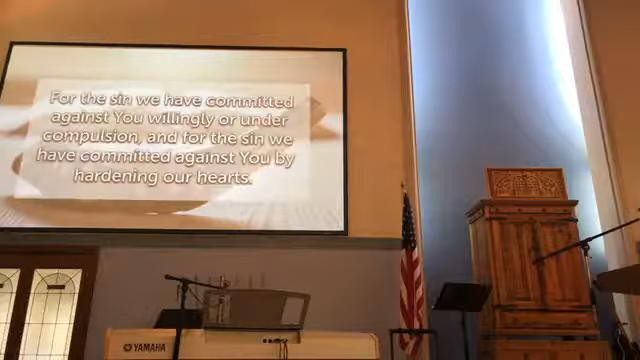 For the sin we have committed
against You willingly or under
compulsion, and for the sin we
have committed against You by
hardening our hearts.
YAMAHA